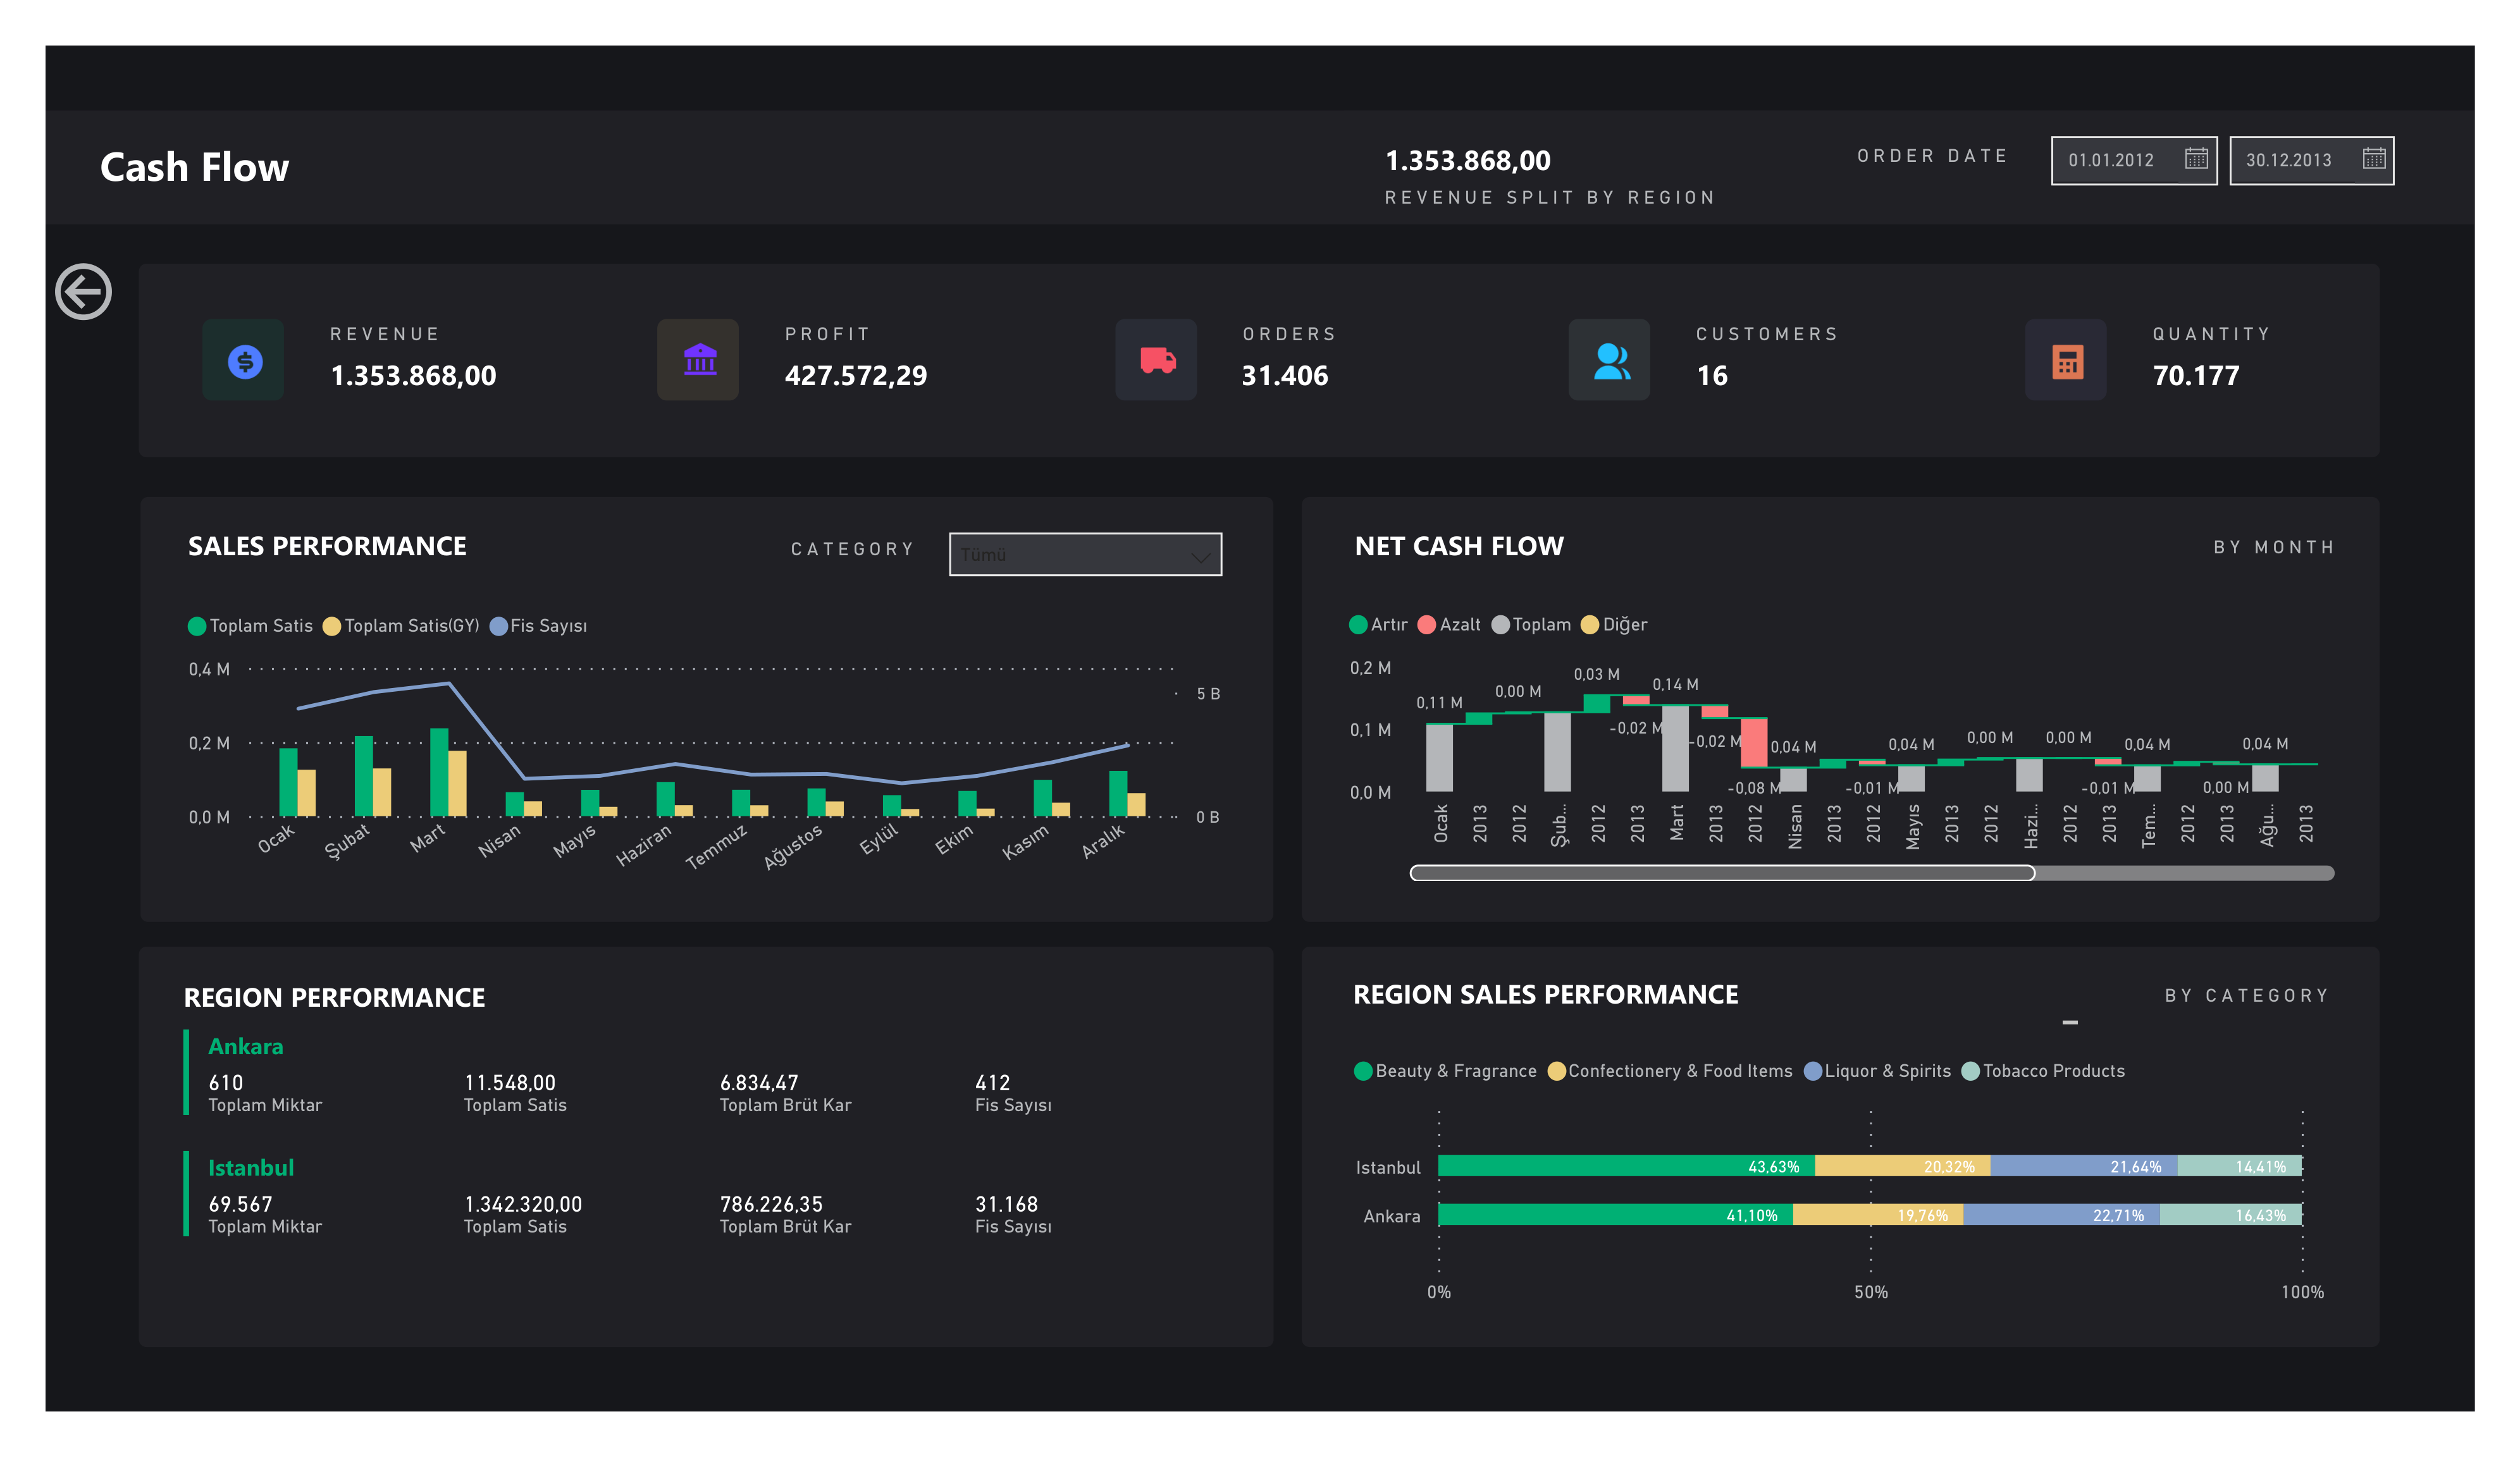 Cash Flow
1.353.868,00
REVENUE SPLIT BY REGION
ORDER DATE
01.01.2012
30.12.2013
REVENUE
1.353.868,00
PROFIT
427.572,29
ORDERS
31.406
CUSTOMERS
16
QUANTITY
70.177
SALES PERFORMANCE
CATEGORY
Tümü
Toplam Satis Toplam Satis(GY) Fis Sayısı
0,4 M
0,2 M
0,0 M
5 B
0 B
Ocak Şubat Mart Nisan Mayıs Haziran Temmuz Ağustos Eylül Ekim Kasım Aralık
NET CASH FLOW
BY MONTH
Artır Azalt Toplam Diğer
0,2 M
0,1 M
0,0 M
0,11 M 0,00 M 0,03 M -0,02 M 0,14 M -0,02 M -0,08 M 0,04 M -0,01 M 0,04 M 0,00 M 0,00 M -0,01 M 0,04 M 0,00 M 0,04 M
Ocak 2013 2012 Şub... 2012 2013 Mart 2013 2012 Nisan 2013 2012 Mayıs 2013 2012 Hazi... 2012 2013 Tem... 2012 2013 Ağu... 2013
REGION PERFORMANCE
Ankara
610 11.548,00 6.834,47 412
Toplam Miktar Toplam Satis Toplam Brüt Kar Fis Sayısı
Istanbul
69.567 1.342.320,00 786.226,35 31.168
Toplam Miktar Toplam Satis Toplam Brüt Kar Fis Sayısı
REGION SALES PERFORMANCE
BY CATEGORY
Beauty & Fragrance Confectionery & Food Items Liquor & Spirits Tobacco Products
Istanbul 43,63% 20,32% 21,64% 14,41%
Ankara 41,10% 19,76% 22,71% 16,43%
0% 50% 100%